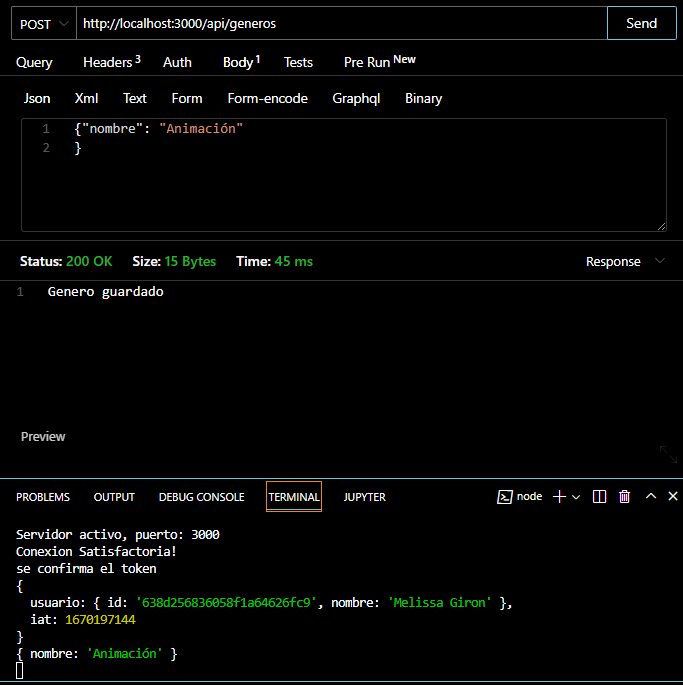 POST http://localhost:3000/api/generos Send
Query Headers 3 Auth Body 1 Tests Pre Run New
Json Xml Text Form Form-encode Graphql Binary
1 {"nombre": "Animación"
2 }
Status: 200 OK Size: 15 Bytes Time: 45 ms Response
1 Genero guardado
Preview
PROBLEMS OUTPUT DEBUG CONSOLE TERMINAL JUPYTER node
Servidor activo, puerto: 3000
Conexion Satisfactoria!
se confirma el token
{
usuario: { id: '638d256836058f1a64626fc9', nombre: 'Melissa Giron' },
iat: 1670197144
}
{ nombre: 'Animación' }